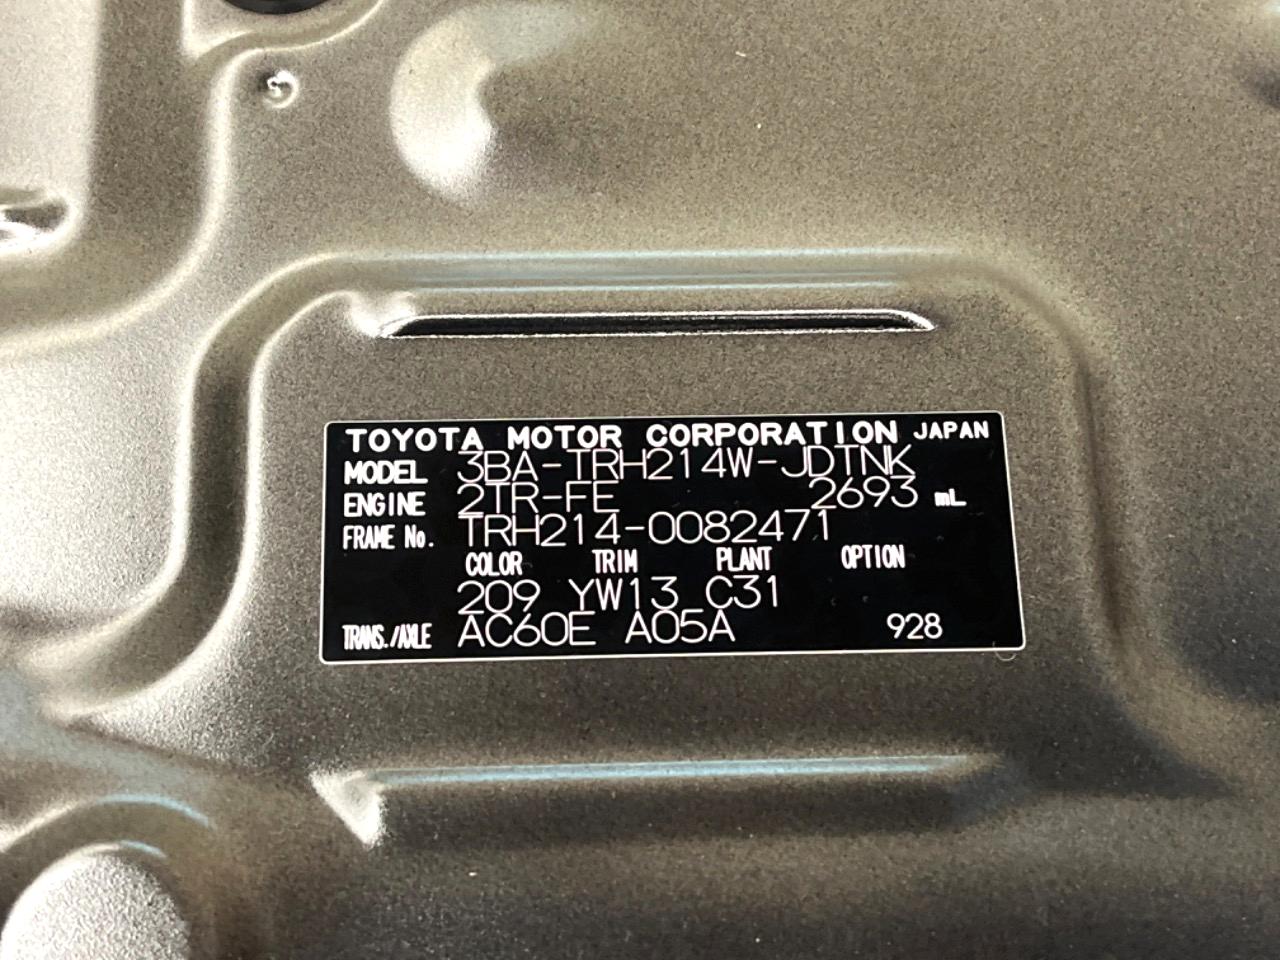 TOYOTA MOTOR CORPORATION JAPAN
MODEL 3BA-TRH214W-JDTNK
ENGINE 2TR-FE 2693 mL
FRAME No. TRH214-0082471
COLOR TRIM PLANT OPTION
209 YW13 C31
TRANS./AXLE AC60E A05A 928